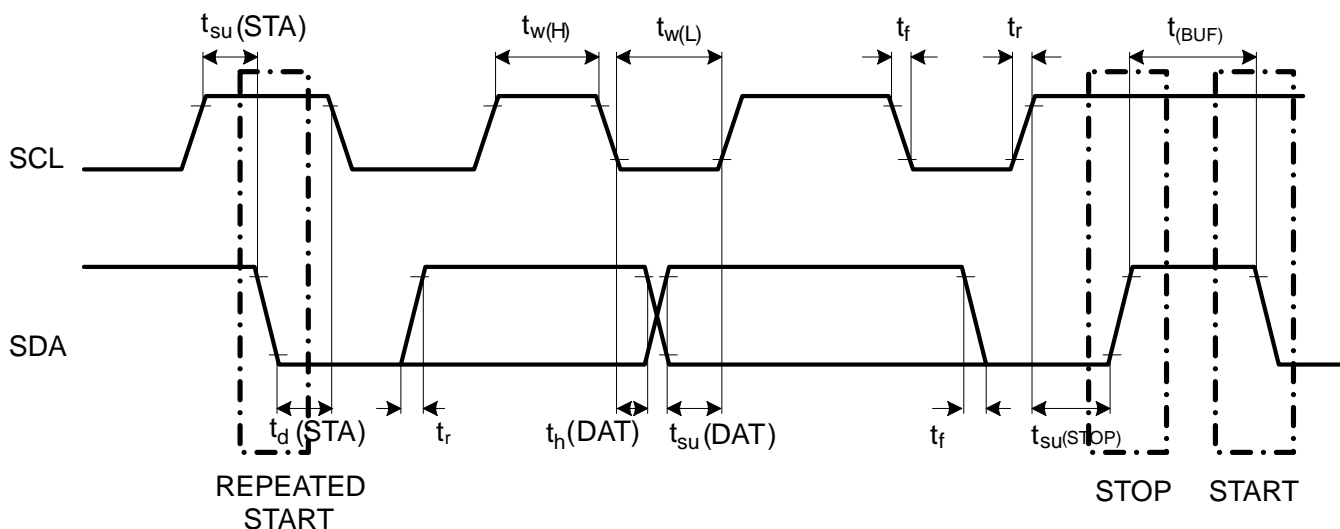 tsu(STA)
tw(H)
tw(L)
tf
tr
t(BUF)
SCL
SDA
td(STA)
tr
th(DAT)
tsu(DAT)
tf
tsu(STOP)
REPEATED
START
STOP
START